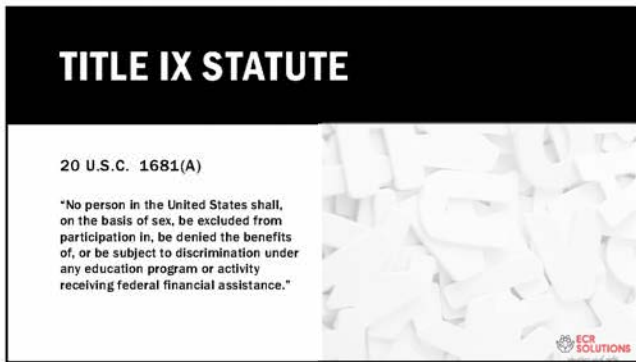 TITLE IX STATUTE
20 U.S.C. 1681(A)
"No person in the United States shall,
on the basis of sex, be excluded from
participation in, be denied the benefits
of, or be subject to discrimination under
any education program or activity
receiving federal financial assistance."
ECR
SOLUTIONS